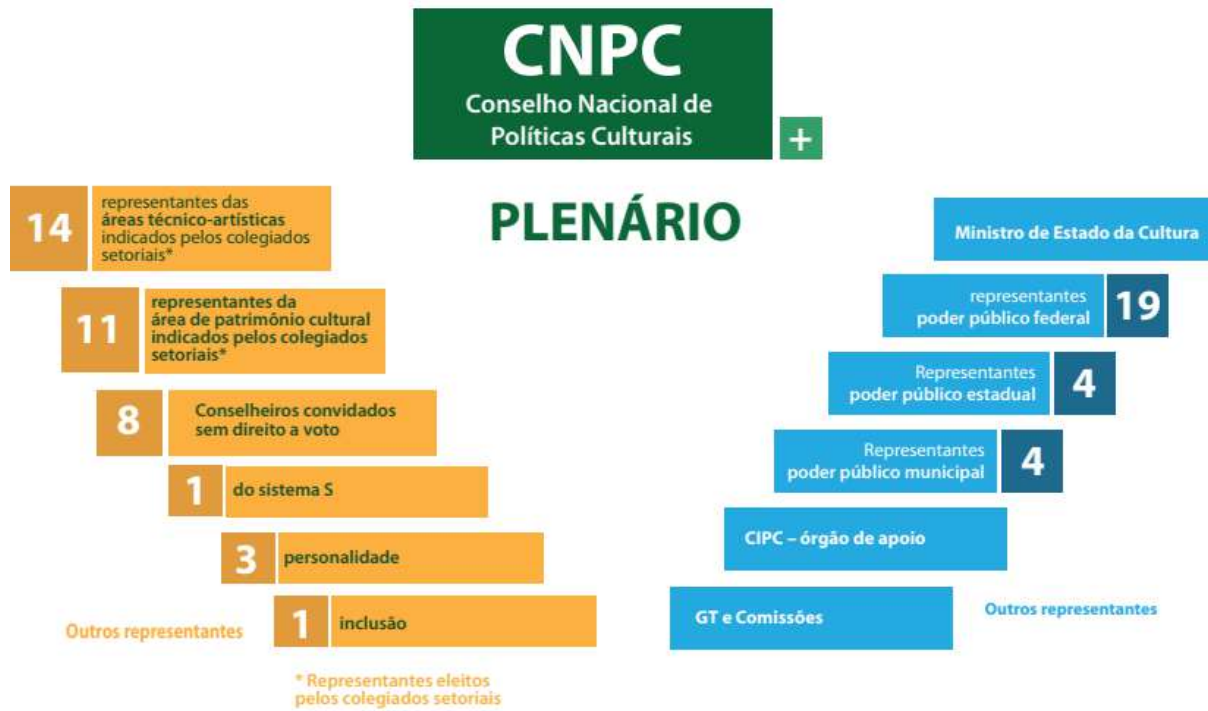 CNPC
Conselho Nacional de
Políticas Culturais
+
PLENÁRIO
14
representantes das
áreas técnico-artísticas
indicados pelos colegiados
setoriais*
11
representantes da
área de patrimônio cultural
indicados pelos colegiados
setoriais*
8
Conselheiros convidados
sem direito a voto
1
do sistema S
3
personalidade
1
inclusão
Outros representantes
* Representantes eleitos
pelos colegiados setoriais
Ministro de Estado da Cultura
representantes
poder público federal
19
Representantes
poder público estadual
4
Representantes
poder público municipal
4
CIPC – órgão de apoio
GT e Comissões
Outros representantes